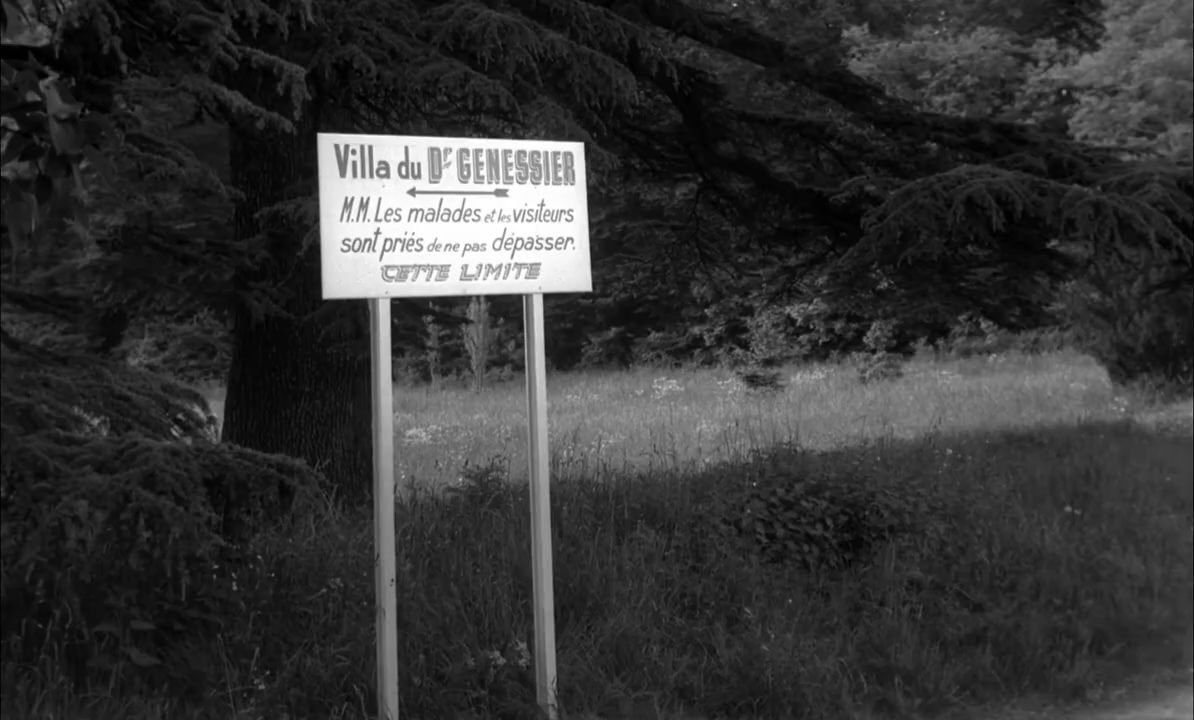 Villa du Dr GENESSIER
M.M. Les malades et les visiteurs
sont priés de ne pas dépasser.
CETTE LIMITE